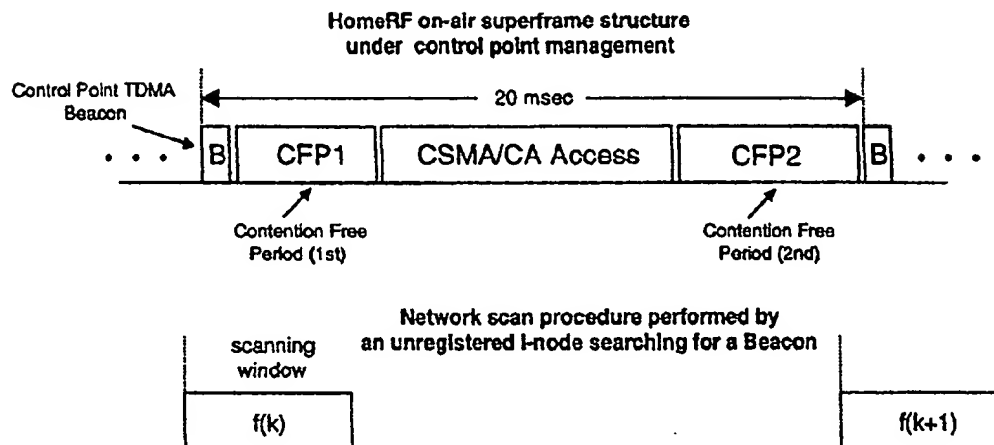 HomeRF on-air superframe structure
under control point management
Control Point TDMA
Beacon
20 msec
. . .
B
CFP1
CSMA/CA Access
CFP2
B
. . .
Contention Free
Period (1st)
Contention Free
Period (2nd)
Network scan procedure performed by
an unregistered I-node searching for a Beacon
scanning
window
f(k)
f(k+1)